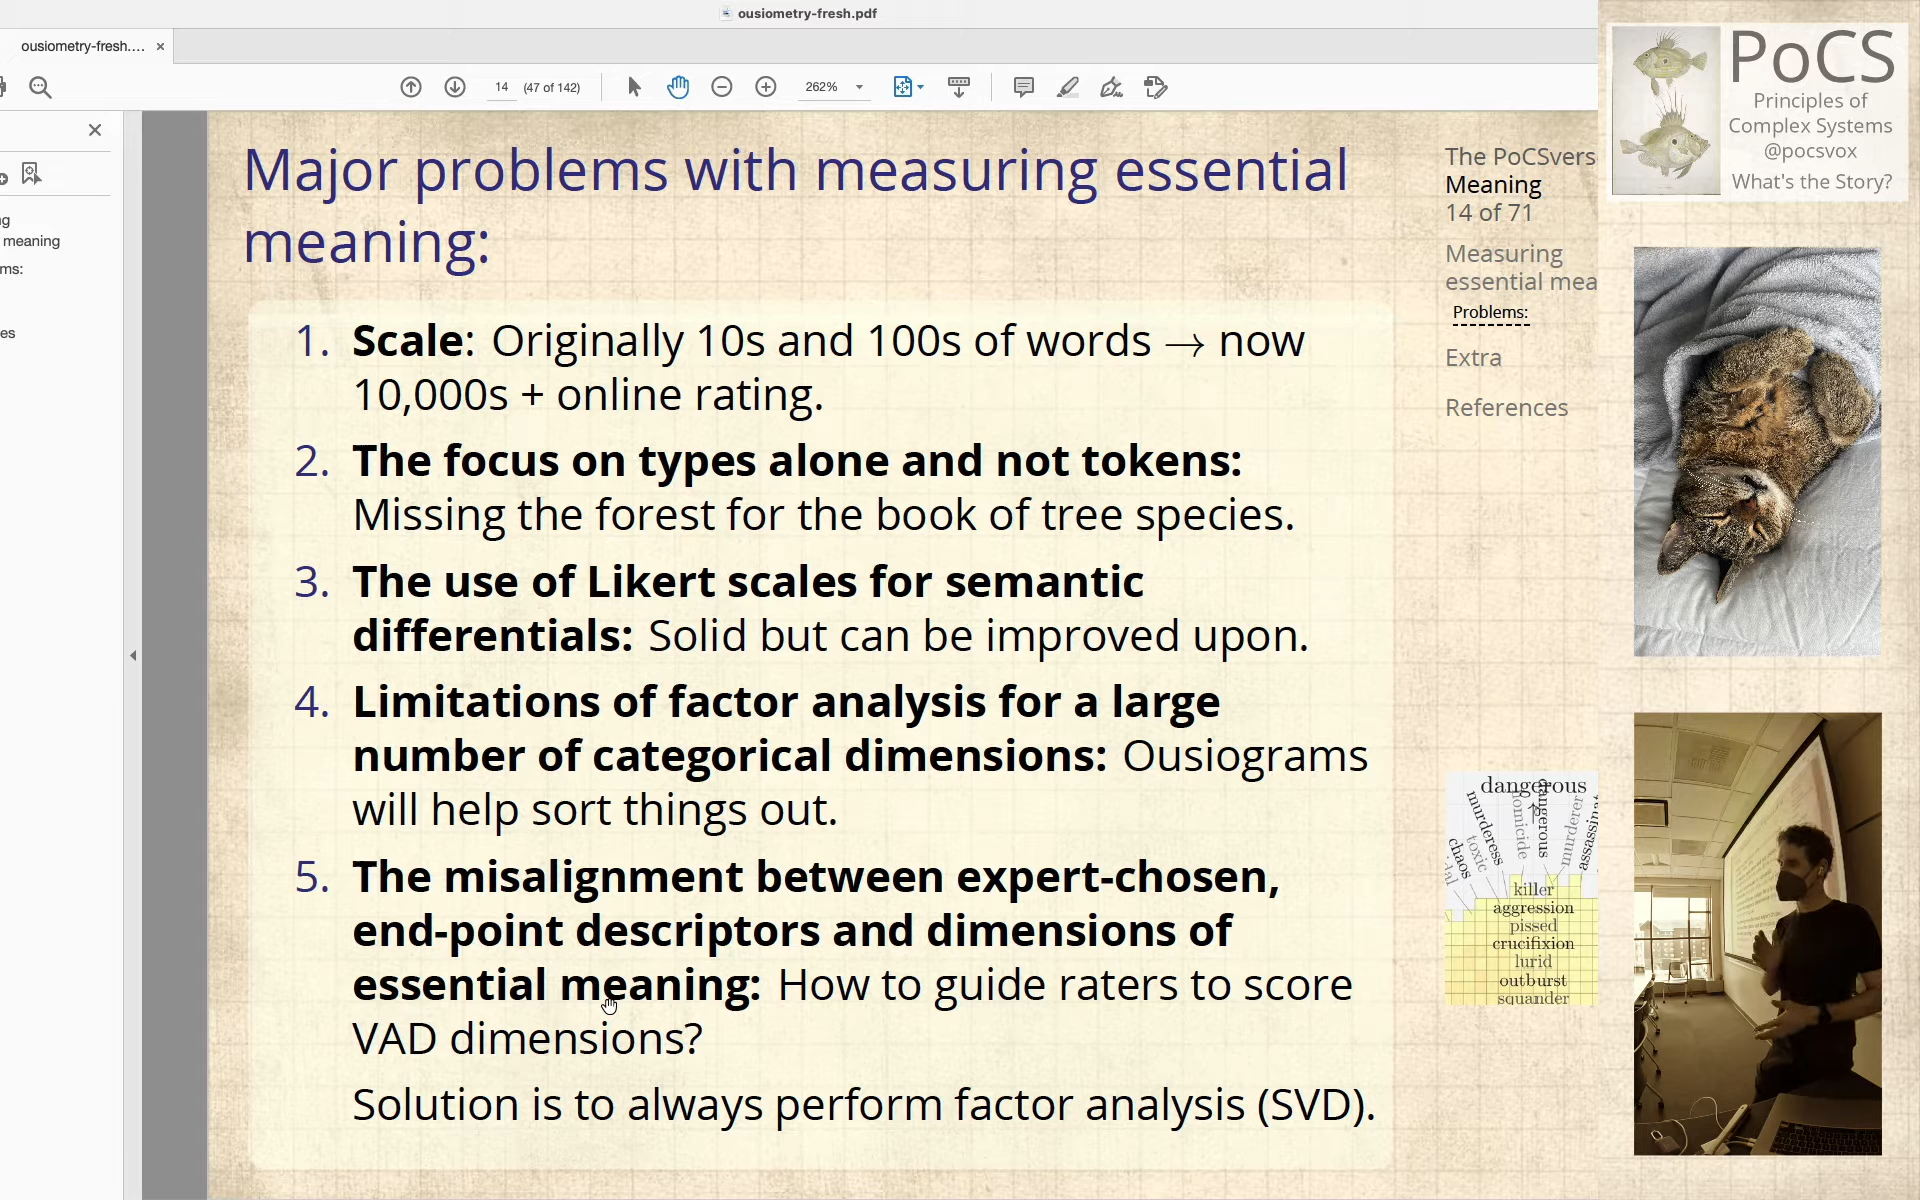 ousiometry-fresh.pdf
ousiometry-fresh....
14 (47 of 142)
262%
ng
meaning
ms:
es
Major problems with measuring essential
meaning:
1. Scale: Originally 10s and 100s of words → now
10,000s + online rating.
2. The focus on types alone and not tokens:
Missing the forest for the book of tree species.
3. The use of Likert scales for semantic
differentials: Solid but can be improved upon.
4. Limitations of factor analysis for a large
number of categorical dimensions: Ousiograms
will help sort things out.
5. The misalignment between expert-chosen,
end-point descriptors and dimensions of
essential meaning: How to guide raters to score
VAD dimensions?
Solution is to always perform factor analysis (SVD).
The PoCSvers
Meaning
14 of 71
Measuring
essential mea
Problems:
Extra
References
dangerous
murderess
homicide
dangerous
murderer
assassinat
toxic
chaos
killer
aggression
pissed
crucifixion
lurid
outburst
squander
PoCS
Principles of
Complex Systems
@pocsvox
What's the Story?